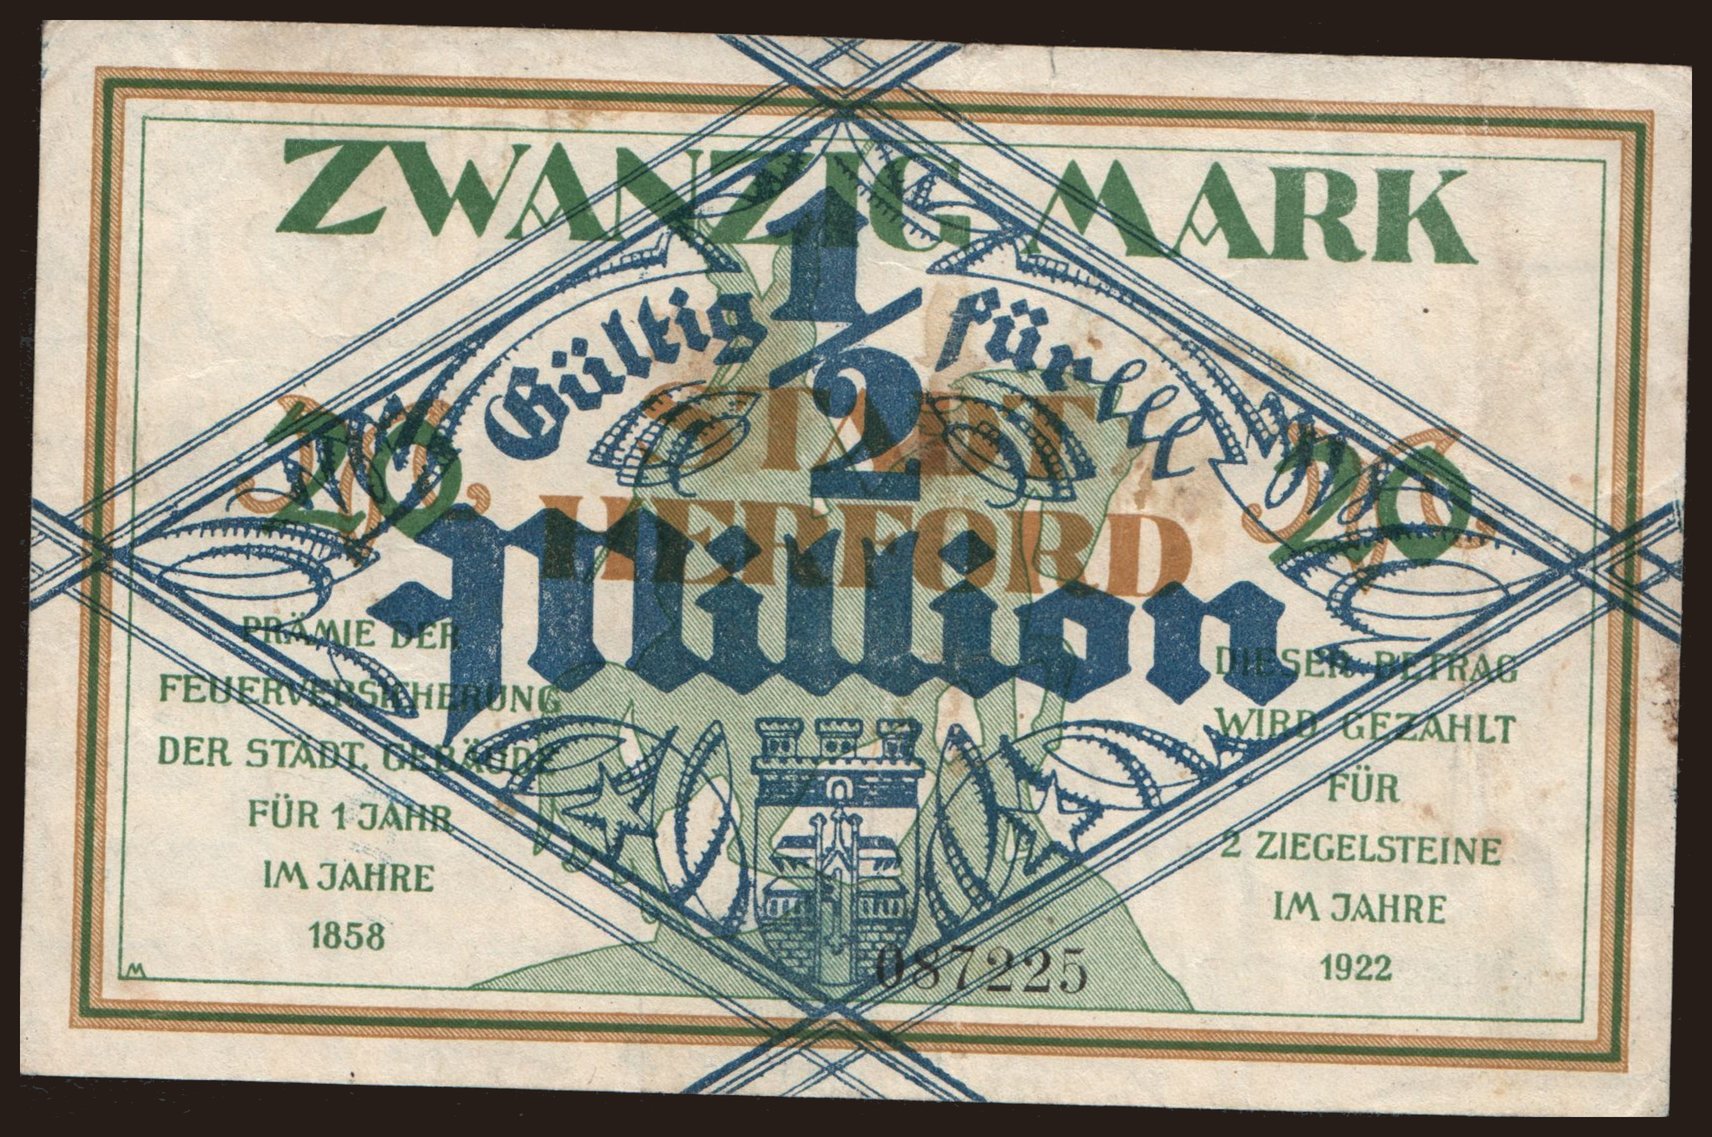 ZWANZIG MARK
Gültig 1/2 für
STADT
HERFORD
20 20
Million
PRÄMIE DER
FEUERVERSICHERUNG
DER STÄDT. GEBÄUDE
FÜR 1 JAHR
IM JAHRE
1858
DIESER BETRAG
WIRD GEZAHLT
FÜR
2 ZIEGELSTEINE
IM JAHRE
1922
M
087225